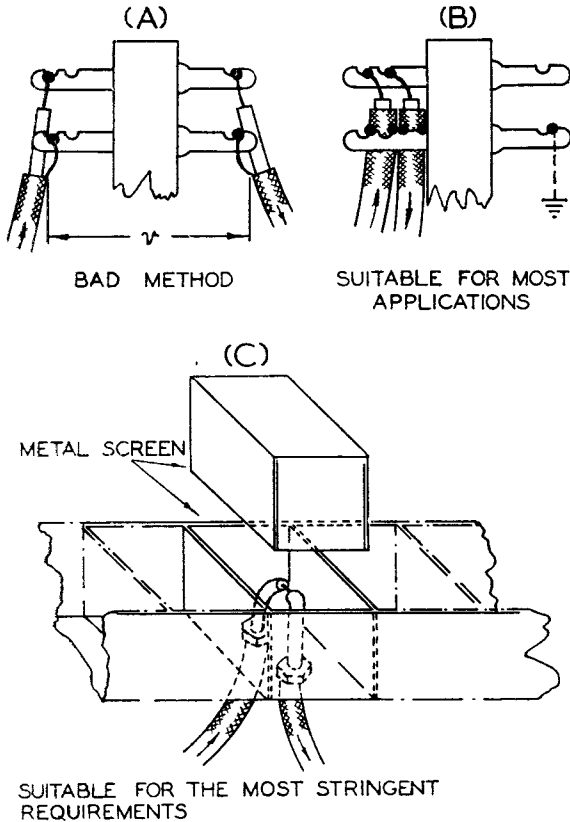 (A)
(B)
v
BAD METHOD
SUITABLE FOR MOST
APPLICATIONS
(C)
METAL SCREEN
SUITABLE FOR THE MOST STRINGENT
REQUIREMENTS